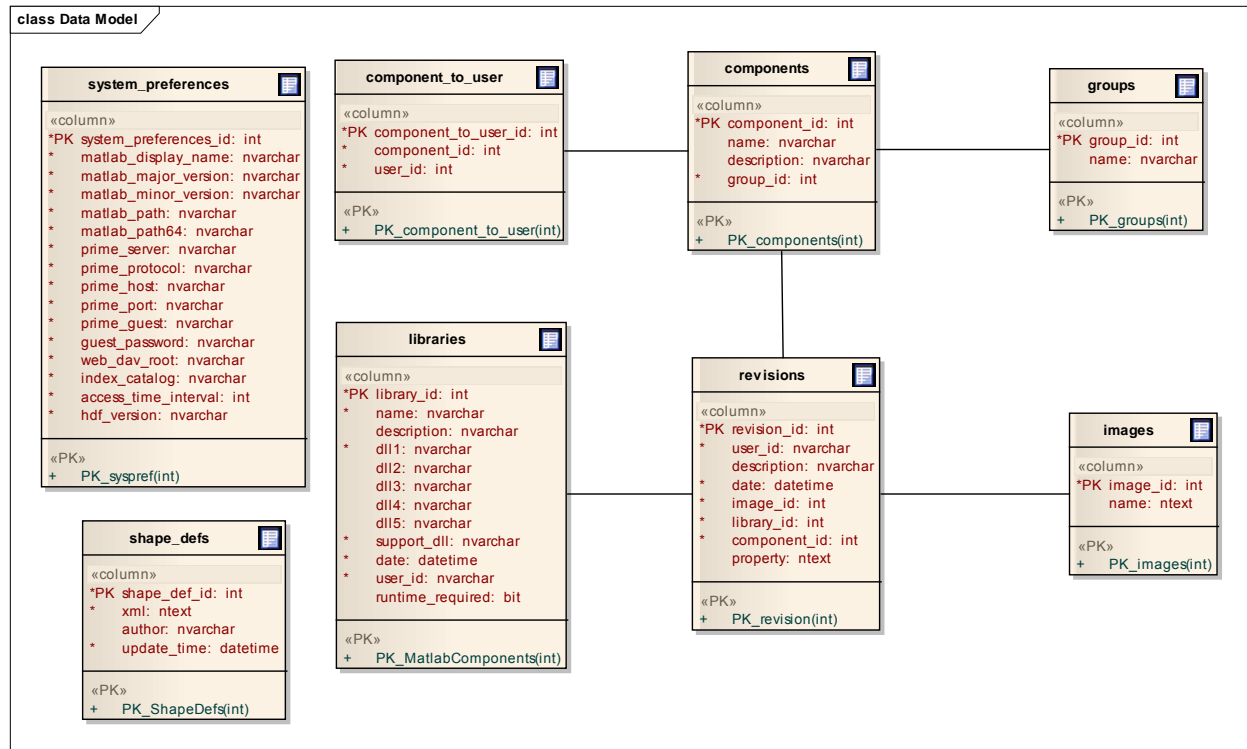 class Data Model
system_preferences
«column»
*PK system_preferences_id: int
* matlab_display_name: nvarchar
* matlab_major_version: nvarchar
* matlab_minor_version: nvarchar
* matlab_path: nvarchar
* matlab_path64: nvarchar
* prime_server: nvarchar
* prime_protocol: nvarchar
* prime_host: nvarchar
* prime_port: nvarchar
* prime_guest: nvarchar
* guest_password: nvarchar
* web_dav_root: nvarchar
* index_catalog: nvarchar
* access_time_interval: int
* hdf_version: nvarchar
«PK»
+ PK_syspref(int)
component_to_user
«column»
*PK component_to_user_id: int
* component_id: int
* user_id: int
«PK»
+ PK_component_to_user(int)
components
«column»
*PK component_id: int
name: nvarchar
description: nvarchar
* group_id: int
«PK»
+ PK_components(int)
groups
«column»
*PK group_id: int
name: nvarchar
«PK»
+ PK_groups(int)
libraries
«column»
*PK library_id: int
* name: nvarchar
description: nvarchar
* dll1: nvarchar
dll2: nvarchar
dll3: nvarchar
dll4: nvarchar
dll5: nvarchar
* support_dll: nvarchar
* date: datetime
* user_id: nvarchar
runtime_required: bit
«PK»
+ PK_MatlabComponents(int)
revisions
«column»
*PK revision_id: int
* user_id: nvarchar
description: nvarchar
* date: datetime
* image_id: int
* library_id: int
* component_id: int
property: ntext
«PK»
+ PK_revision(int)
images
«column»
*PK image_id: int
name: ntext
«PK»
+ PK_images(int)
shape_defs
«column»
*PK shape_def_id: int
* xml: ntext
author: nvarchar
* update_time: datetime
«PK»
+ PK_ShapeDefs(int)